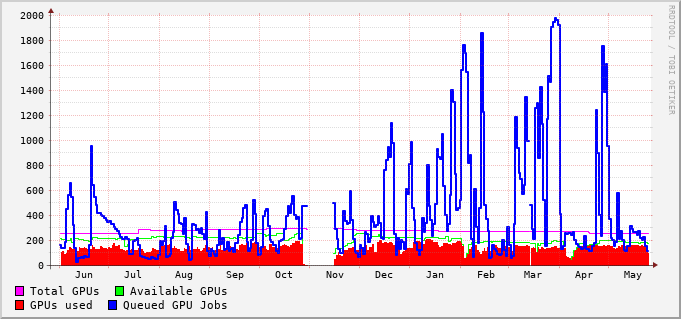 RRDTOOL / TOBI OETIKER
2000
1800
1600
1400
1200
1000
800
600
400
200
0
Jun Jul Aug Sep Oct Nov Dec Jan Feb Mar Apr May
Total GPUs Available GPUs
GPUs used Queued GPU Jobs